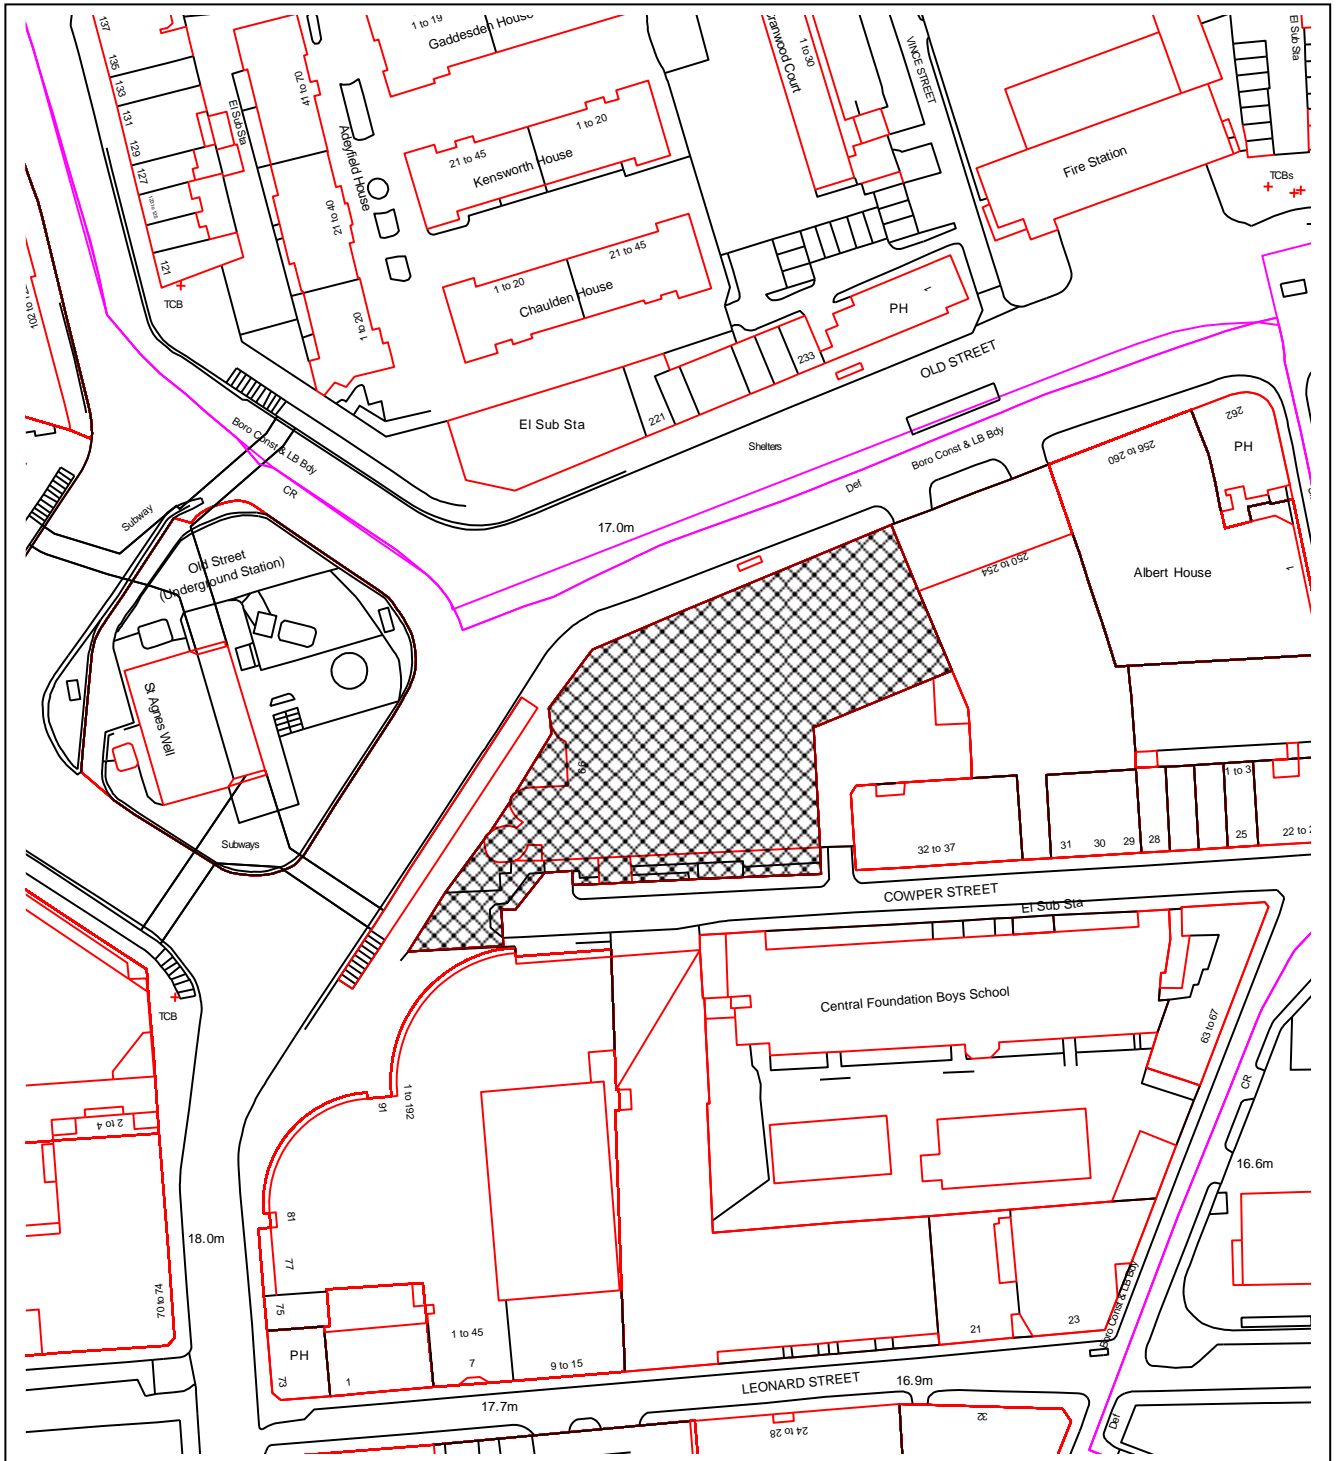 137
135
133
131
129
127
121
TCB
El Sub Sta
41 to 70
Adeyfield House
21 to 40
1 to 20
1 to 19
Gaddesden House
21 to 45
1 to 20
Kensworth House
1 to 20
21 to 45
Chaulden House
1 to 30
VINCE STREET
Fire Station
El Sub Sta
TCBs
1
PH
233
221
El Sub Sta
OLD STREET
Shelters
Boro Const & LB Bdy
Def
Boro Const & LB Bdy
CR
17.0m
Subway
Old Street
(Underground Station)
St Agnes Well
Subways
256 to 260
262
PH
250 to 254
Albert House
1
99
32 to 37
31
30
29
28
1 to 3
25
COWPER STREET
El Sub Sta
Central Foundation Boys School
63 to 67
CR
16.6m
TCB
2 to 4
70 to 74
18.0m
91
1 to 192
81
77
75
PH
73
1
1 to 45
7
9 to 15
21
23
Boro Const & LB Bdy
LEONARD STREET
16.9m
17.7m
24 to 28
32
Def